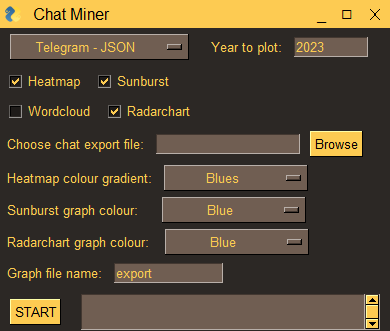 Chat Miner
Telegram - JSON Year to plot: 2023
Heatmap Sunburst
Wordcloud Radarchart
Choose chat export file: Browse
Heatmap colour gradient: Blues
Sunburst graph colour: Blue
Radarchart graph colour: Blue
Graph file name: export
START